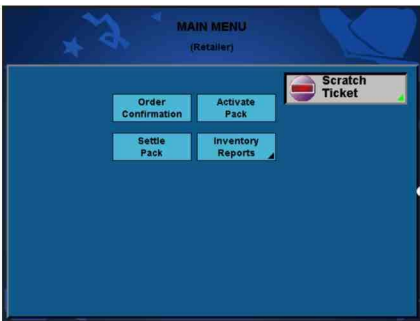 MAIN MENU
(Retailer)
Scratch
Ticket
Order
Confirmation
Activate
Pack
Settle
Pack
Inventory
Reports